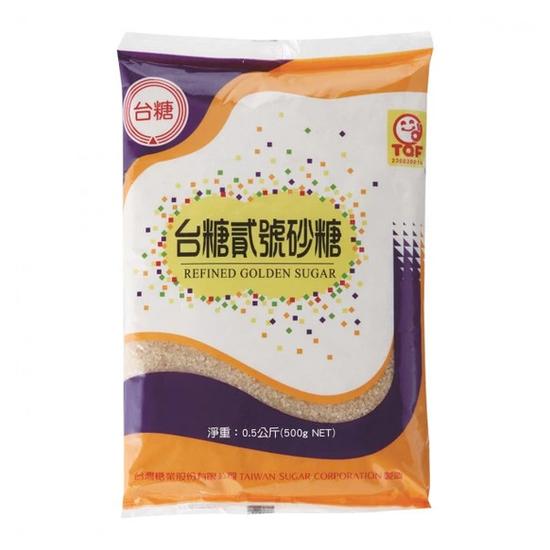 台糖
TQF
台糖貳號砂糖
REFINED GOLDEN SUGAR
淨重：0.5公斤(500g NET)
台灣糖業股份有限公司 TAIWAN SUGAR CORPORATION 製造